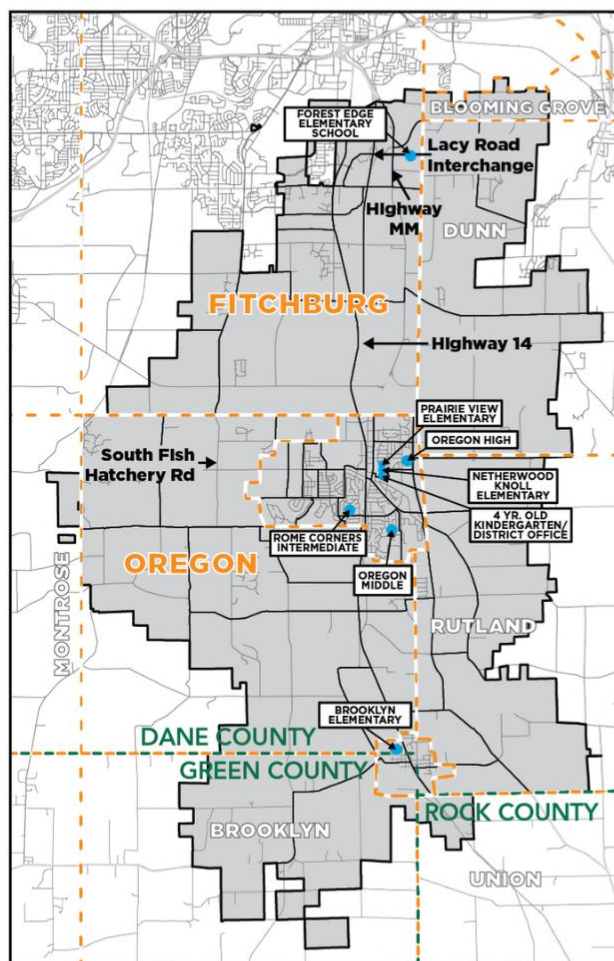 BLOOMING GROVE
FOREST EDGE
ELEMENTARY
SCHOOL
Lacy Road
Interchange
Highway
MM
DUNN
FITCHBURG
Highway 14
PRAIRIE VIEW
ELEMENTARY
OREGON HIGH
South Fish
Hatchery Rd
NETHERWOOD
KNOLL
ELEMENTARY
4 YR. OLD
KINDERGARTEN/
DISTRICT OFFICE
ROME CORNERS
INTERMEDIATE
OREGON
OREGON
MIDDLE
MONTROSE
RUTLAND
BROOKLYN
ELEMENTARY
DANE COUNTY
GREEN COUNTY
ROCK COUNTY
BROOKLYN
UNION